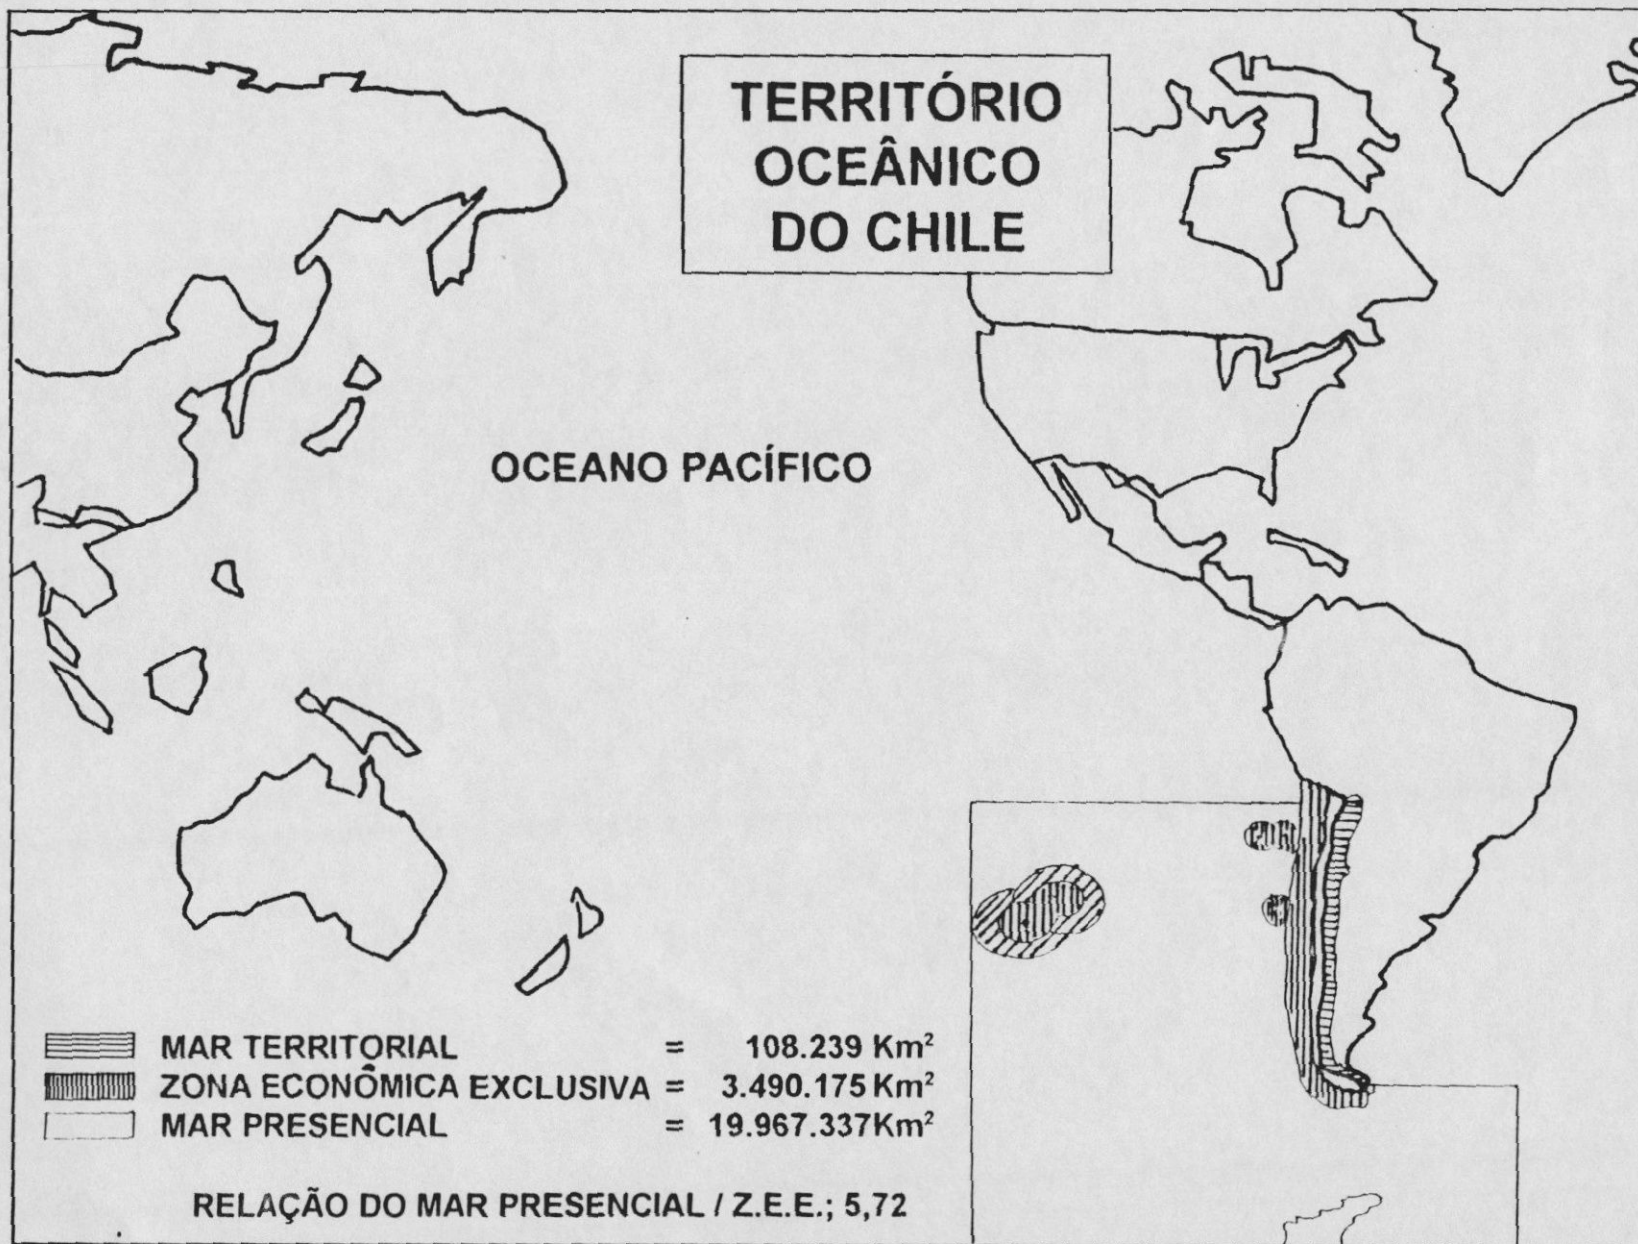 TERRITÓRIO
OCEÂNICO
DO CHILE
OCEANO PACÍFICO
MAR TERRITORIAL = 108.239 Km²
ZONA ECONÔMICA EXCLUSIVA = 3.490.175 Km²
MAR PRESENCIAL = 19.967.337Km²
RELAÇÃO DO MAR PRESENCIAL / Z.E.E.; 5,72